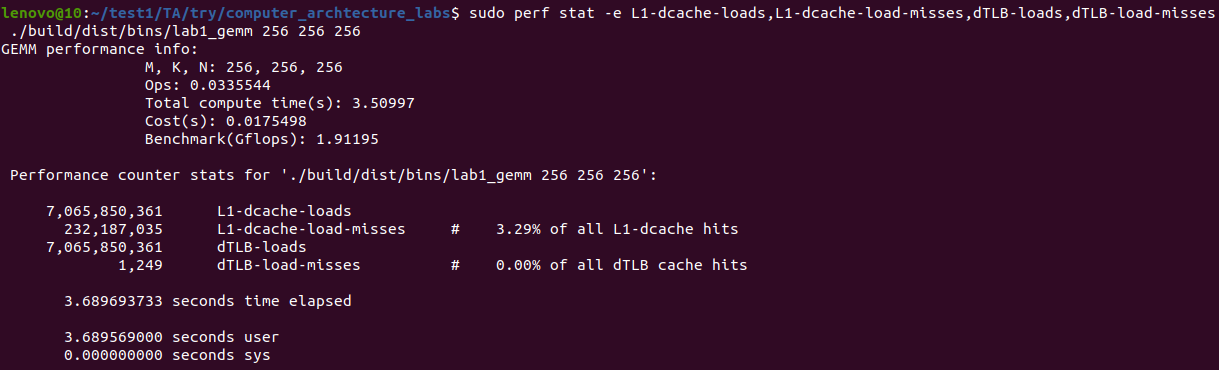 lenovo@10:~/test1/TA/try/computer_archtecture_labs$ sudo perf stat -e L1-dcache-loads,L1-dcache-load-misses,dTLB-loads,dTLB-load-misses
./build/dist/bins/lab1_gemm 256 256 256
GEMM performance info:
M, K, N: 256, 256, 256
Ops: 0.0335544
Total compute time(s): 3.50997
Cost(s): 0.0175498
Benchmark(Gflops): 1.91195
Performance counter stats for './build/dist/bins/lab1_gemm 256 256 256':
7,065,850,361 L1-dcache-loads
232,187,035 L1-dcache-load-misses # 3.29% of all L1-dcache hits
7,065,850,361 dTLB-loads
1,249 dTLB-load-misses # 0.00% of all dTLB cache hits
3.689693733 seconds time elapsed
3.689569000 seconds user
0.000000000 seconds sys